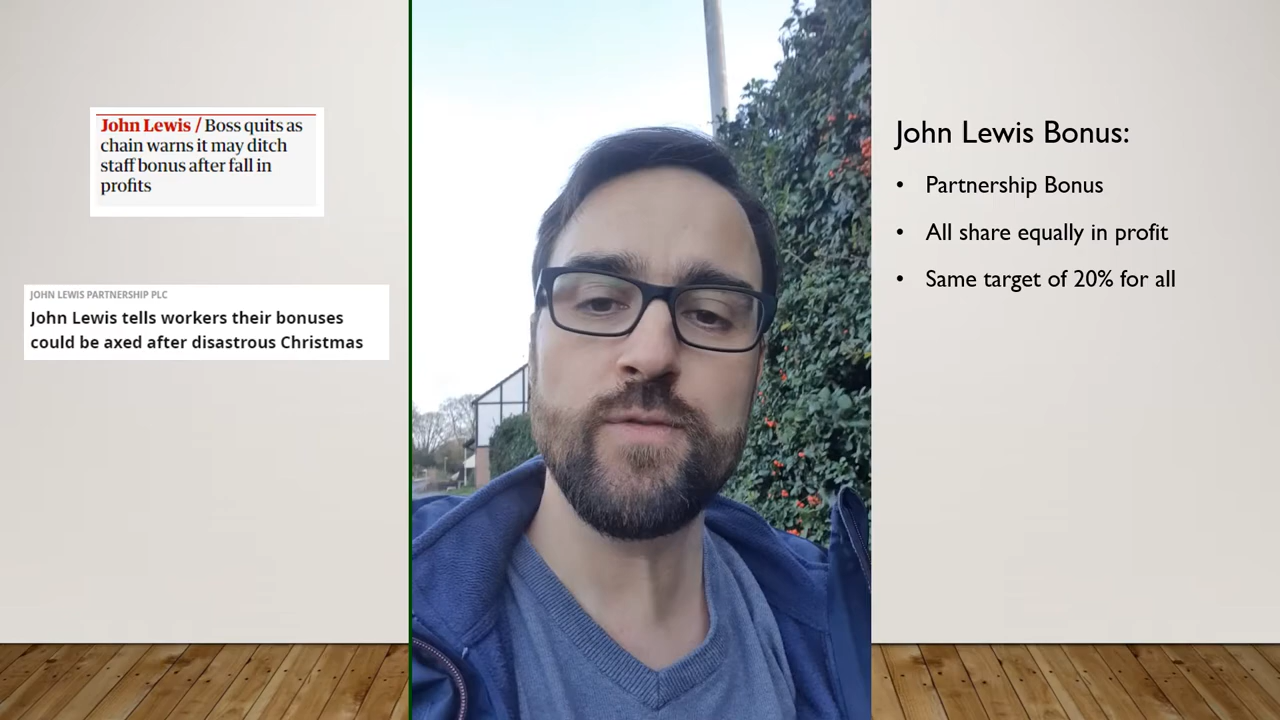 John Lewis / Boss quits as
chain warns it may ditch
staff bonus after fall in
profits
JOHN LEWIS PARTNERSHIP PLC
John Lewis tells workers their bonuses
could be axed after disastrous Christmas
John Lewis Bonus:
• Partnership Bonus
• All share equally in profit
• Same target of 20% for all